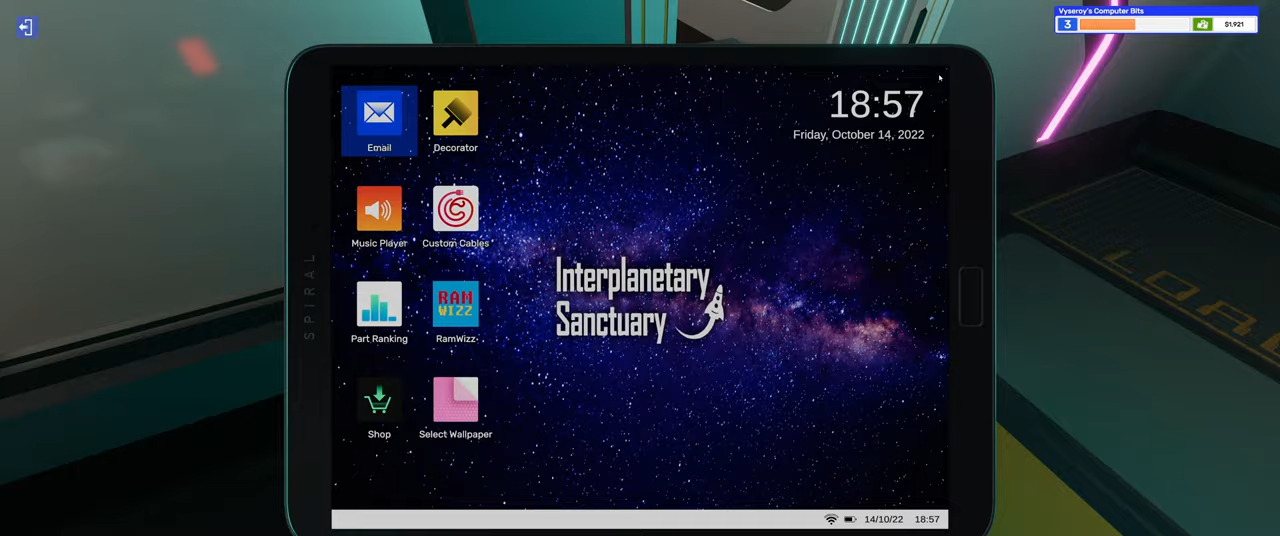 Vyseroy's Computer Bits
3
$1,921
18:57
Friday, October 14, 2022
Email
Decorator
Music Player
Custom Cables
Part Ranking
RAM
WIZZ
RamWizz
Shop
Select Wallpaper
Interplanetary
Sanctuary
SPIRAL
14/10/22
18:57